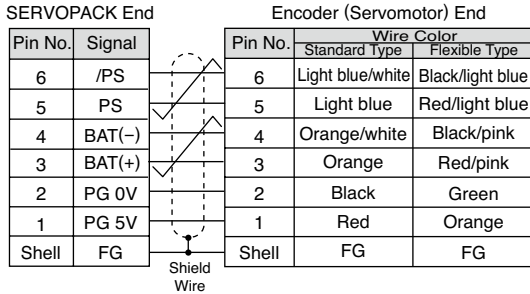 SERVOPACK End
Encoder (Servomotor) End
Pin No. Signal
Pin No. Wire Color
Standard Type Flexible Type
6 /PS 6 Light blue/white Black/light blue
5 PS 5 Light blue Red/light blue
4 BAT(−) 4 Orange/white Black/pink
3 BAT(+) 3 Orange Red/pink
2 PG 0V 2 Black Green
1 PG 5V 1 Red Orange
Shell FG Shell FG FG
Shield
Wire